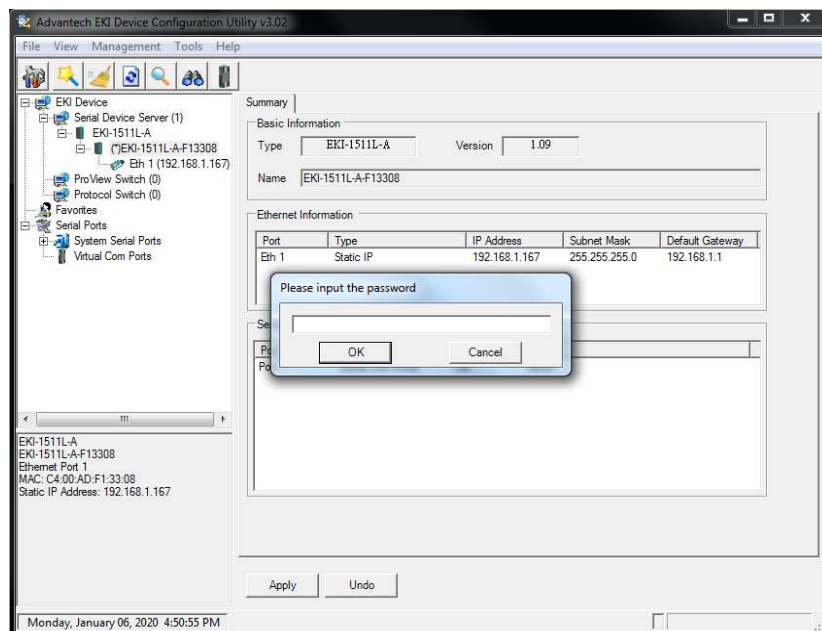 Advantech EKI Device Configuration Utility v3.02
File View Management Tools Help
EKI Device
Serial Device Server (1)
EKI-1511L-A
(*)EKI-1511L-A-F13308
Eth 1 (192.168.1.167)
ProView Switch (0)
Protocol Switch (0)
Favorites
Serial Ports
System Serial Ports
Virtual Com Ports
EKI-1511L-A
EKI-1511L-A-F13308
Ethernet Port 1
MAC: C4:00:AD:F1:33:08
Static IP Address: 192.168.1.167
Summary
Basic Information
Type EKI-1511L-A Version 1.09
Name EKI-1511L-A-F13308
Ethernet Information
Port Type IP Address Subnet Mask Default Gateway
Eth 1 Static IP 192.168.1.167 255.255.255.0 192.168.1.1
Please input the password
OK Cancel
Se
Po
Po
Apply Undo
Monday, January 06, 2020 4:50:55 PM